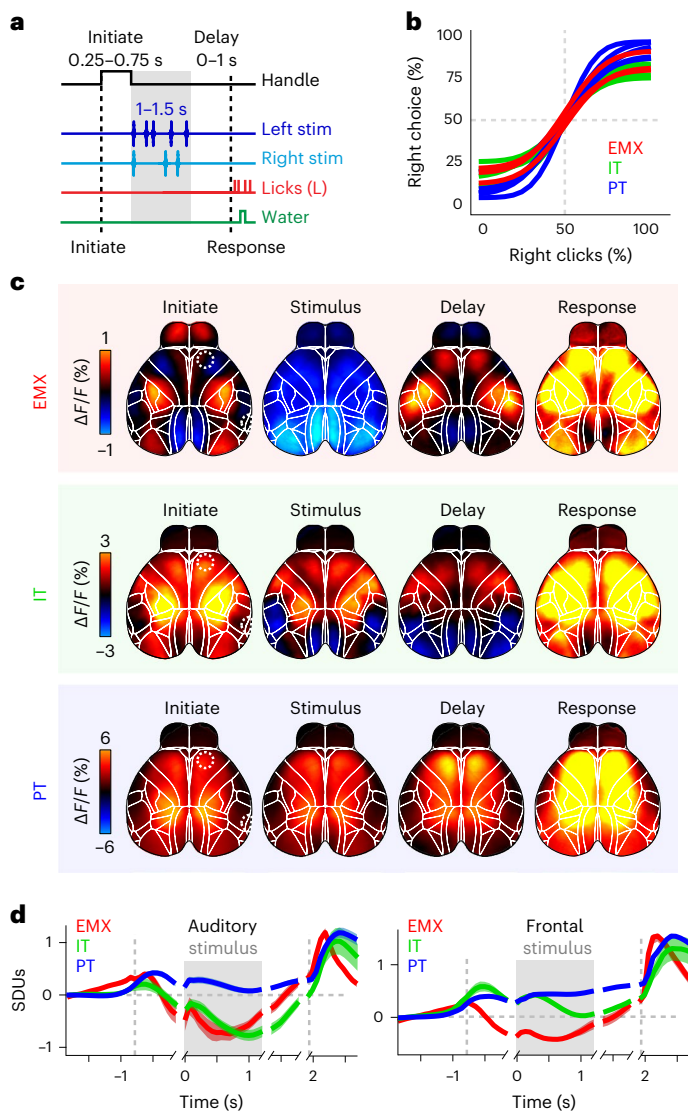 a
Initiate Delay
0.25–0.75 s 0–1 s
Handle
1–1.5 s
Left stim
Right stim
Licks (L)
Water
Initiate Response
b
Right choice (%)
100
75
50
25
0
EMX
IT
PT
0 50 100
Right clicks (%)
c
EMX
Initiate Stimulus Delay Response
ΔF/F (%)
1
−1
IT
Initiate Stimulus Delay Response
ΔF/F (%)
3
−3
PT
Initiate Stimulus Delay Response
ΔF/F (%)
6
−6
d
EMX
IT
PT
Auditory
stimulus
SDUs
1
0
−1
−1 0 1 2
Time (s)
EMX
IT
PT
Frontal
stimulus
1
0
−1 0 1 2
Time (s)